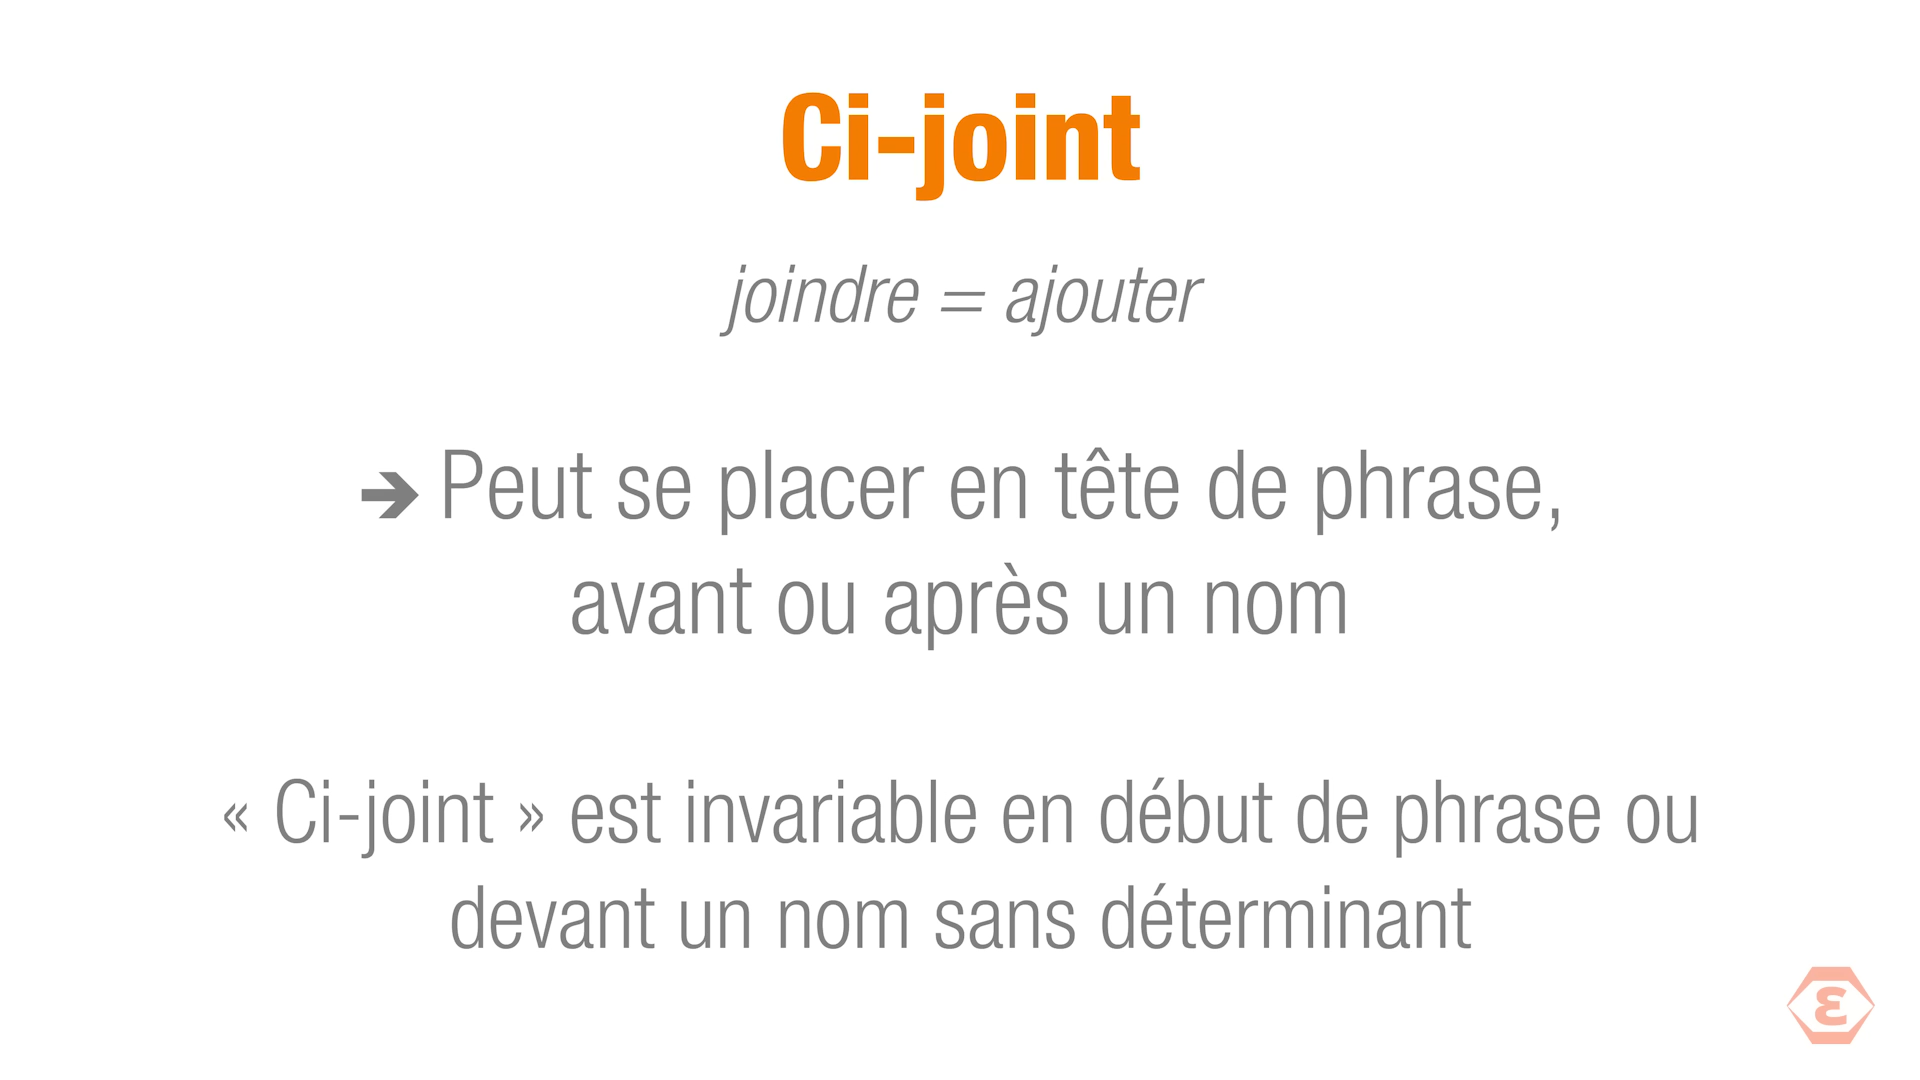 Ci-joint
joindre = ajouter
➔ Peut se placer en tête de phrase,
avant ou après un nom
« Ci-joint » est invariable en début de phrase ou
devant un nom sans déterminant
ε